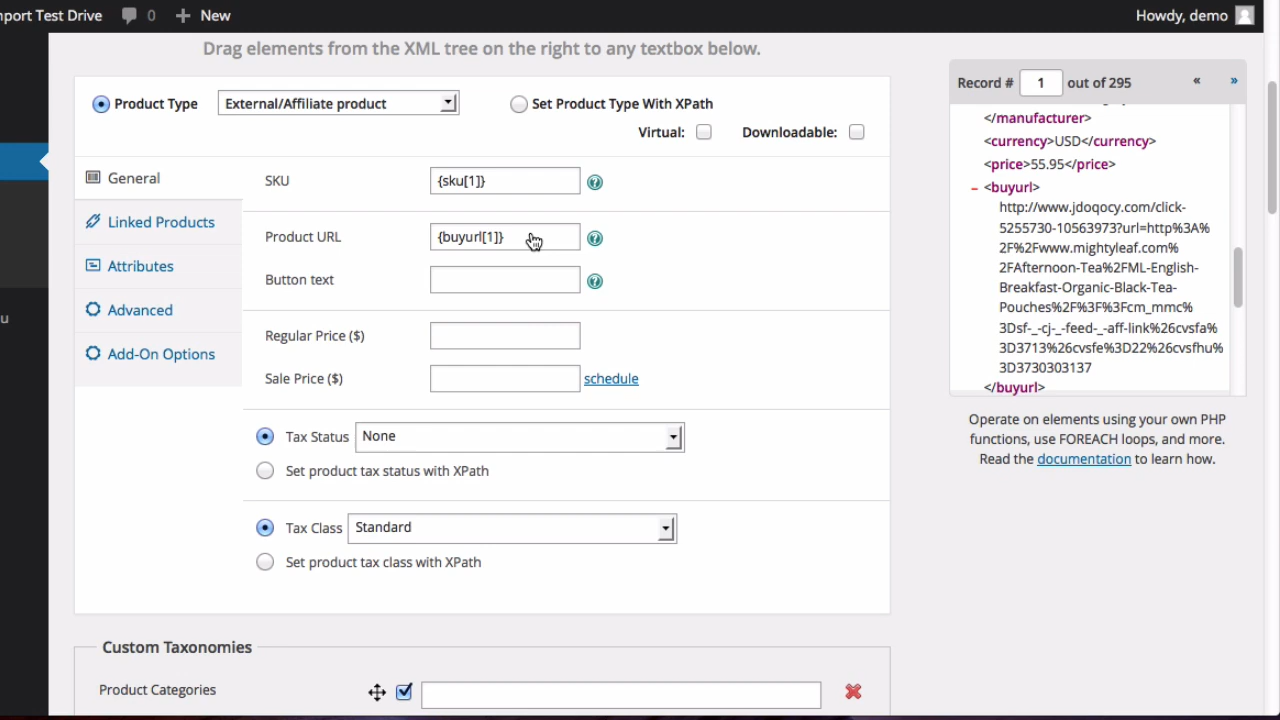 mport Test Drive 0 New Howdy, demo
Drag elements from the XML tree on the right to any textbox below.
Product Type External/Affiliate product Set Product Type With XPath
Virtual: Downloadable:
General
Linked Products
Attributes
Advanced
Add-On Options
SKU {sku[1]}
Product URL {buyurl[1]}
Button text
Regular Price ($)
Sale Price ($) schedule
Tax Status None
Set product tax status with XPath
Tax Class Standard
Set product tax class with XPath
Custom Taxonomies
Product Categories
Record # 1 out of 295 « »
</manufacturer>
<currency>USD</currency>
<price>55.95</price>
<buyurl>
http://www.jdoqocy.com/click-
5255730-10563973?url=http%3A%
2F%2Fwww.mightyleaf.com%
2FAfternoon-Tea%2FML-English-
Breakfast-Organic-Black-Tea-
Pouches%2F%3F%3Fcm_mmc%
3Dsf-_-cj-_-feed-_-aff-link%26cvsfa%
3D3713%26cvsfe%3D22%26cvsfhu%
3D3730303137
</buyurl>
Operate on elements using your own PHP
functions, use FOREACH loops, and more.
Read the documentation to learn how.
u